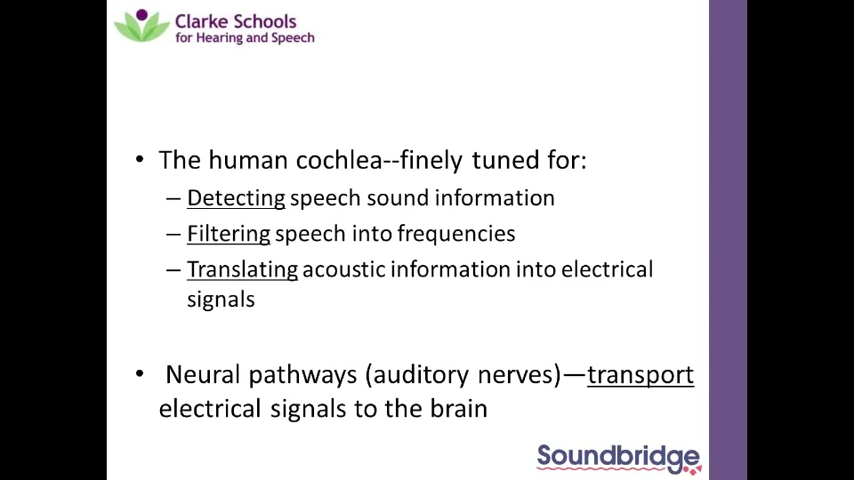 Clarke Schools
for Hearing and Speech
• The human cochlea--finely tuned for:
– Detecting speech sound information
– Filtering speech into frequencies
– Translating acoustic information into electrical
signals
• Neural pathways (auditory nerves)—transport
electrical signals to the brain
Soundbridge